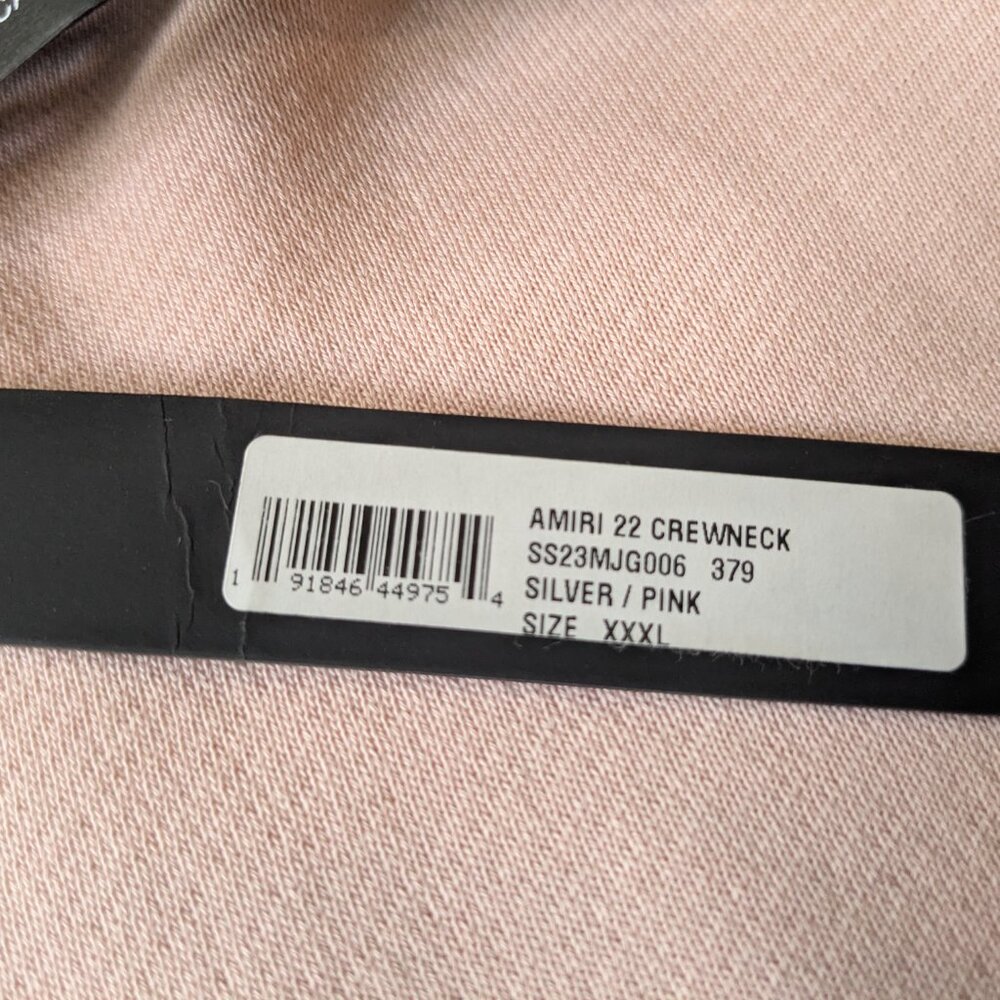 AMIRI 22 CREWNECK
SS23MJG006 379
SILVER / PINK
SIZE XXXL
1 91846 44975 4